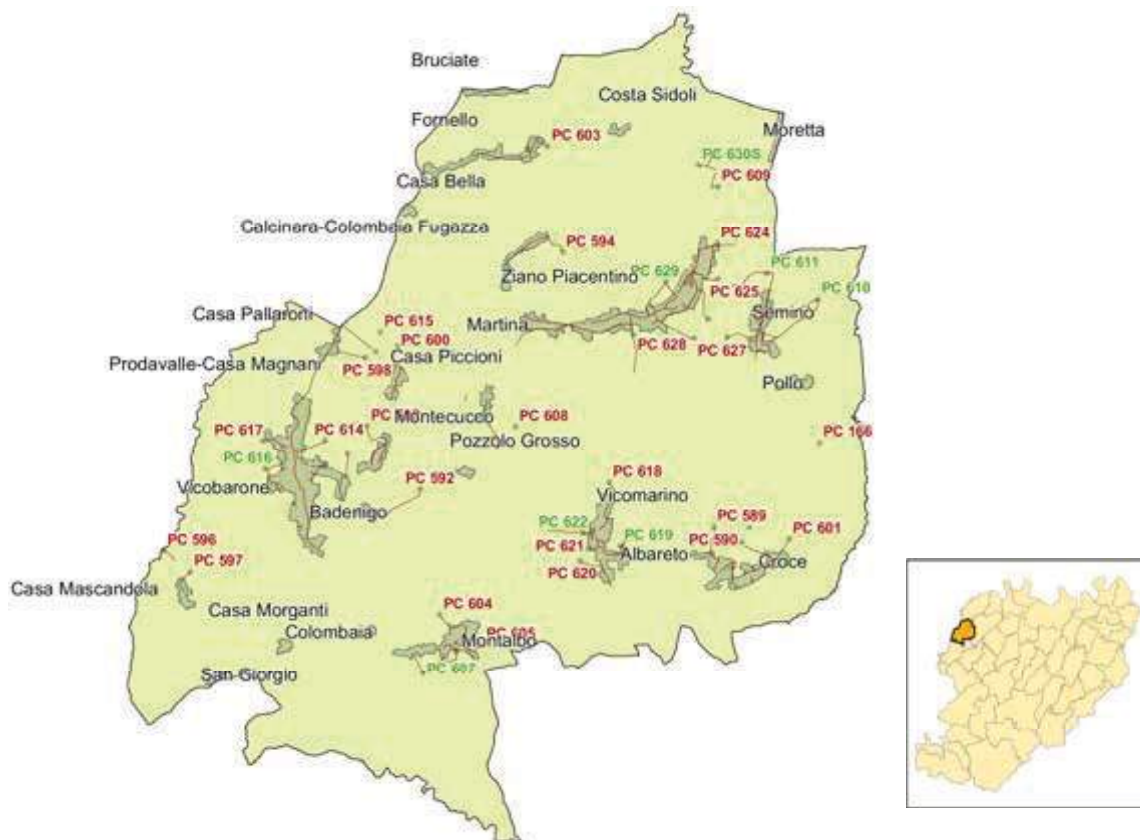 Bruciate
Costa Sidoli
Fornello
Moretta
PC 603
PC 630S
PC 609
Casa Bella
Calcinara-Colombaia Fugazza
PC 624
PC 594
PC 629
PC 611
Ziano Piacentino
PC 625
PC 610
Casa Pallaroni
Semino
PC 615
Martina
PC 600
PC 628
PC 627
Prodavalle-Casa Magnani
PC 598
Casa Piccioni
Pollo
PC 617
PC 614
PC
Montecucco
PC 608
PC 166
Pozzolo Grosso
PC 616
PC 618
PC 592
Vicobarone
Vicomarino
Badenigo
PC 622
PC 619
PC 589
PC 601
PC 590
PC 621
Albareto
Croce
PC 596
PC 597
PC 620
Casa Mascandola
Casa Morganti
PC 604
Colombaia
PC 605
Montalbo
PC 607
San Giorgio